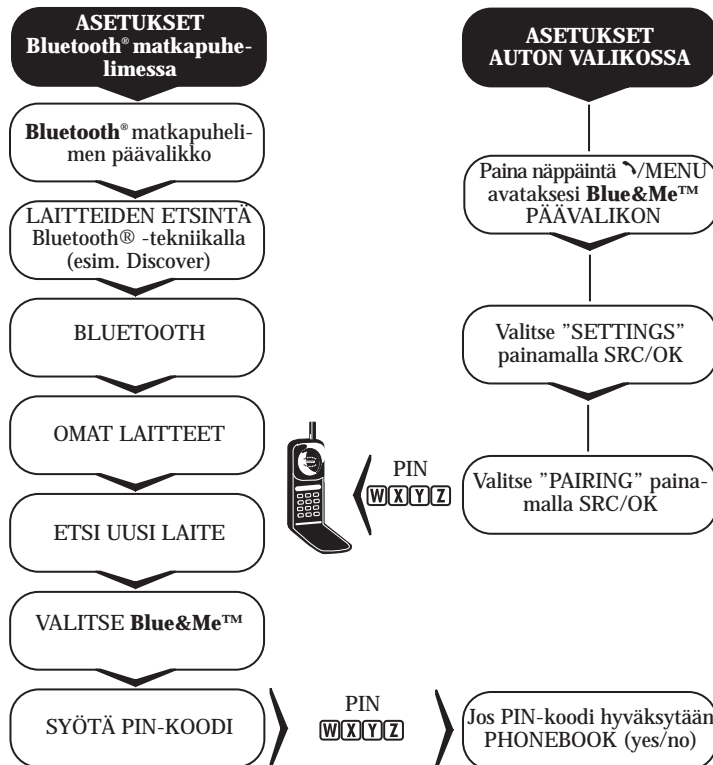 ASETUKSET
Bluetooth® matkapuhe-
limessa
Bluetooth® matkapuheli-
men päävalikko
LAITTEIDEN ETSINTÄ
Bluetooth® -tekniikalla
(esim. Discover)
BLUETOOTH
OMAT LAITTEET
ETSI UUSI LAITE
VALITSE Blue&Me™
SYÖTÄ PIN-KOODI
PIN
WXYZ
ASETUKSET
AUTON VALIKOSSA
Paina näppäintä /MENU
avataksesi Blue&Me™
PÄÄVALIKON
Valitse "SETTINGS"
painamalla SRC/OK
Valitse "PAIRING" paina-
malla SRC/OK
PIN
WXYZ
Jos PIN-koodi hyväksytään
PHONEBOOK (yes/no)